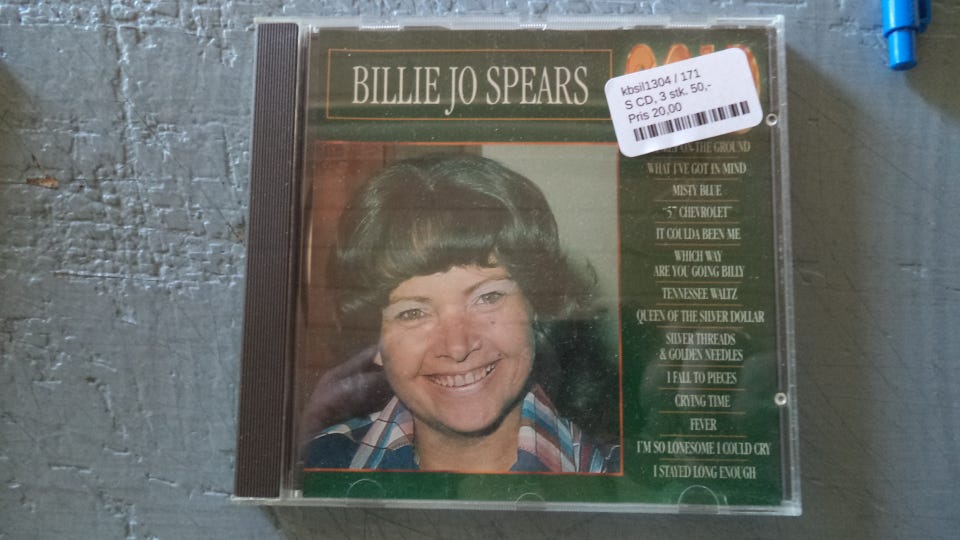 BILLIE JO SPEARS
kbsil1304 / 171
S CD, 3 stk. 50,-
Pris 20,00
ON THE GROUND
WHAT I'VE GOT IN MIND
MISTY BLUE
"57 CHEVROLET"
IT COULDA BEEN ME
WHICH WAY
ARE YOU GOING BILLY
TENNESSEE WALTZ
QUEEN OF THE SILVER DOLLAR
SILVER THREADS
& GOLDEN NEEDLES
I FALL TO PIECES
CRYING TIME
FEVER
I'M SO LONESOME I COULD CRY
I STAYED LONG ENOUGH